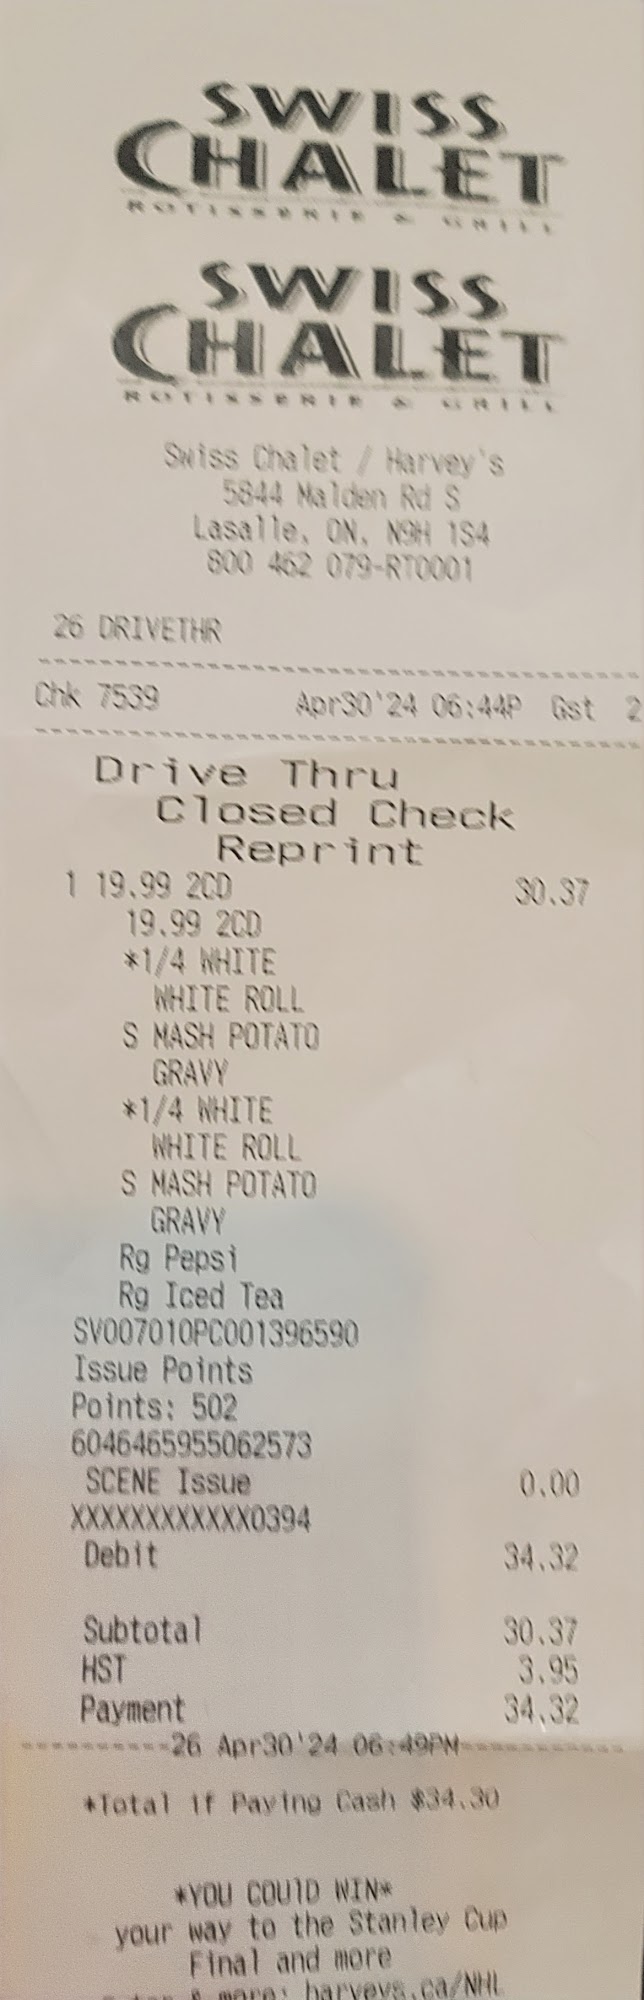 SWISS
CHALET
ROTISSERIE & GRILL
SWISS
CHALET
ROTISSERIE & GRILL
Swiss Chalet / Harvey's
5844 Malden Rd S
Lasalle, ON, N9H 1S4
800 462 079-RT0001
26 DRIVETHR
Chk 7539 Apr30'24 06:44P Gst 2
Drive Thru
Closed Check
Reprint
1 19.99 2CD 30.37
19.99 2CD
*1/4 WHITE
WHITE ROLL
S MASH POTATO
GRAVY
*1/4 WHITE
WHITE ROLL
S MASH POTATO
GRAVY
Rg Pepsi
Rg Iced Tea
SV007010PC001396590
Issue Points
Points: 502
6046465955062573
SCENE Issue 0.00
XXXXXXXXXXXX0394
Debit 34.32
Subtotal 30.37
HST 3.95
Payment 34.32
----------26 Apr30'24 06:49PM-----------
*Total if Paying Cash $34.30
*YOU COUlD WIN*
your way to the Stanley Cup
Final and more
& more: harveys.ca/NHL